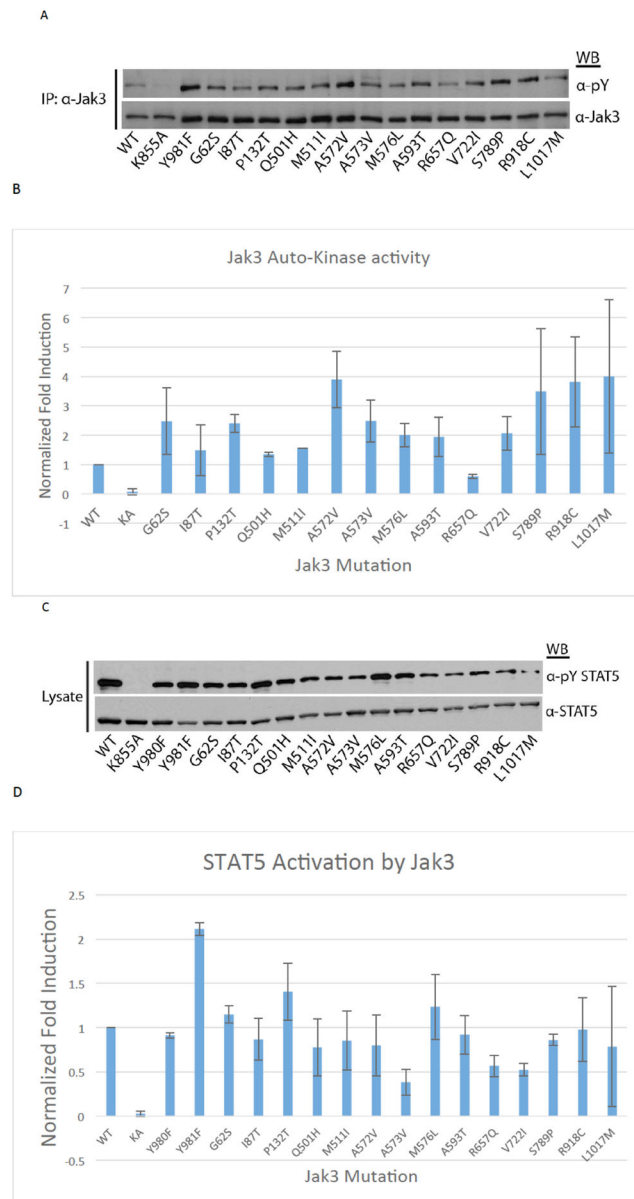 A
WB
IP: α-Jak3
α-pY
α-Jak3
WT K855A Y981F G62S I87T P132T Q501H M511I A572V A573V M576L A593T R657Q V722I S789P R918C L1017M
B
Jak3 Auto-Kinase activity
Normalized Fold Induction
7
6
5
4
3
2
1
0
-1
WT KA G62S I87T P132T Q501H M511I A572V A573V M576L A593T R657Q V722I S789P R918C L1017M
Jak3 Mutation
C
WB
Lysate
α-pY STAT5
α-STAT5
WT K855A Y980F Y981F G62S I87T P132T Q501H M511I A572V A573V M576L A593T R657Q V722I S789P R918C L1017M
D
STAT5 Activation by Jak3
Normalized Fold Induction
2.5
2
1.5
1
0.5
0
-0.5
WT KA Y980F Y981F G62S I87T P132T Q501H M511I A572V A573V M576L A593T R657Q V722I S789P R918C L1017M
Jak3 Mutation